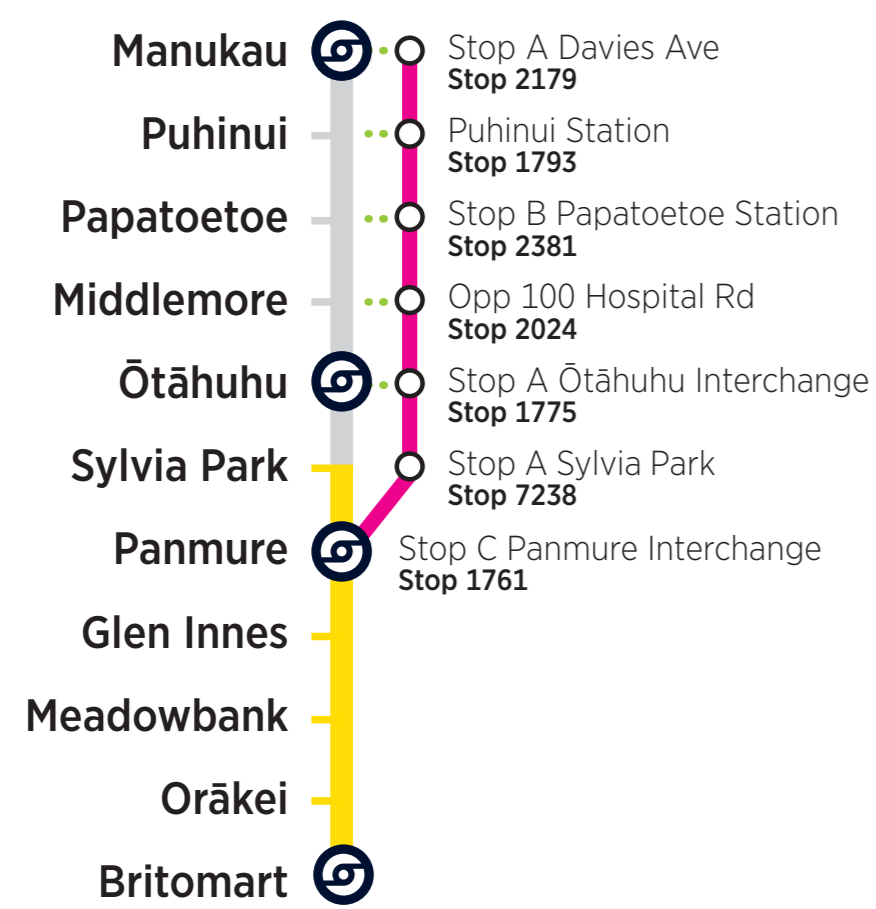 Manukau
Stop A Davies Ave
Stop 2179
Puhinui
Puhinui Station
Stop 1793
Papatoetoe
Stop B Papatoetoe Station
Stop 2381
Middlemore
Opp 100 Hospital Rd
Stop 2024
Ōtāhuhu
Stop A Ōtāhuhu Interchange
Stop 1775
Sylvia Park
Stop A Sylvia Park
Stop 7238
Panmure
Stop C Panmure Interchange
Stop 1761
Glen Innes
Meadowbank
Orākei
Britomart